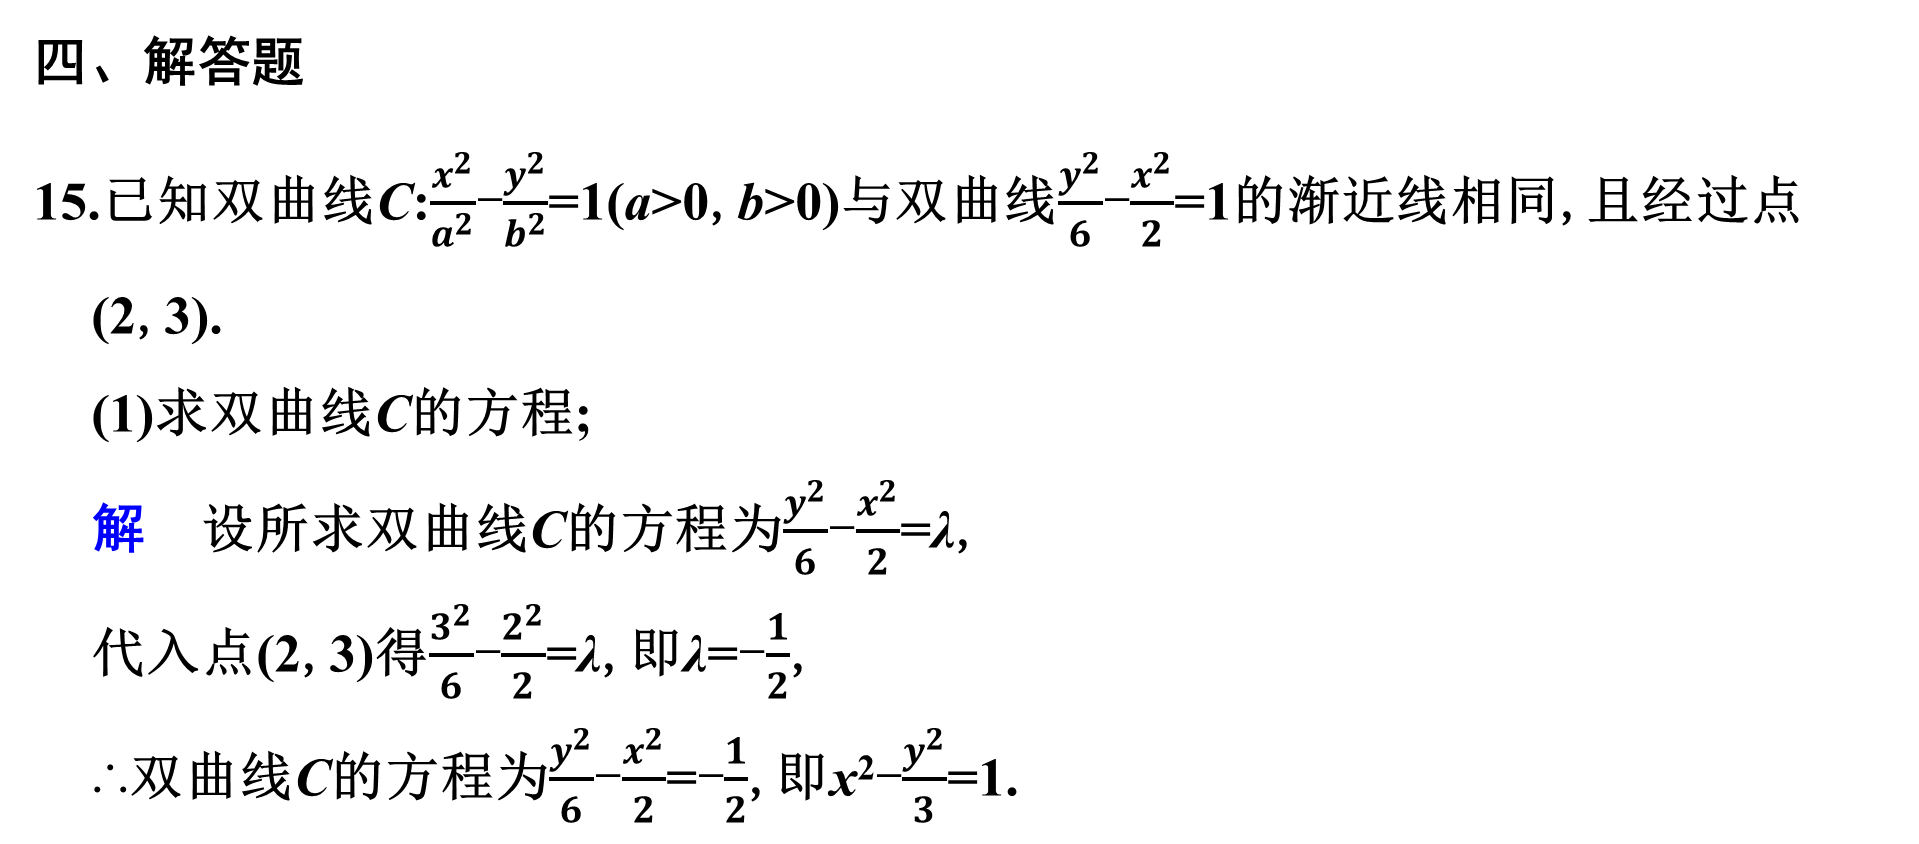 四、解答题
15.已知双曲线C:x²/a²−y²/b²=1(a>0, b>0)与双曲线y²/6−x²/2=1的渐近线相同, 且经过点
(2, 3).
(1)求双曲线C的方程;
解 设所求双曲线C的方程为y²/6−x²/2=λ,
代入点(2, 3)得3²/6−2²/2=λ, 即λ=−1/2,
∴双曲线C的方程为y²/6−x²/2=−1/2, 即x²−y²/3=1.